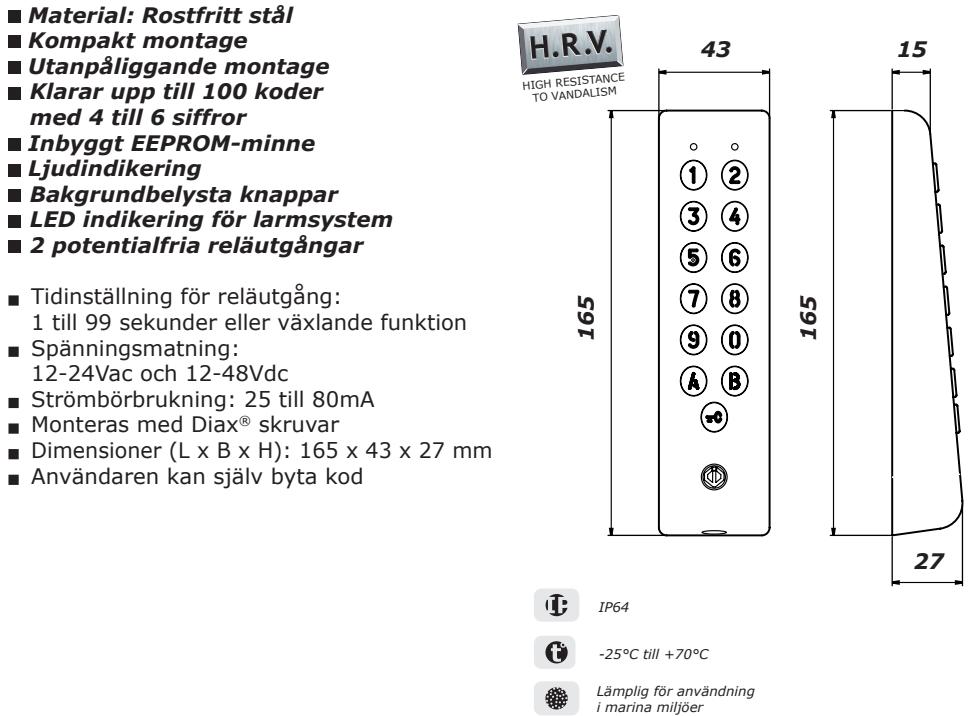 ■ Material: Rostfritt stål
■ Kompakt montage
■ Utanpåliggande montage
■ Klarar upp till 100 koder
med 4 till 6 siffror
■ Inbyggt EEPROM-minne
■ Ljudindikering
■ Bakgrundbelysta knappar
■ LED indikering för larmsystem
■ 2 potentialfria reläutgångar
■ Tidinställning för reläutgång:
1 till 99 sekunder eller växlande funktion
■ Spänningsmatning:
12-24Vac och 12-48Vdc
■ Strömbörbrukning: 25 till 80mA
■ Monteras med Diax® skruvar
■ Dimensioner (L x B x H): 165 x 43 x 27 mm
■ Användaren kan själv byta kod
H.R.V.
HIGH RESISTANCE
TO VANDALISM
43
15
165
1 2
3 4
5 6
7 8
9 0
A B
C
165
27
IP64
t°
-25°C till +70°C
Lämplig för användning
i marina miljöer